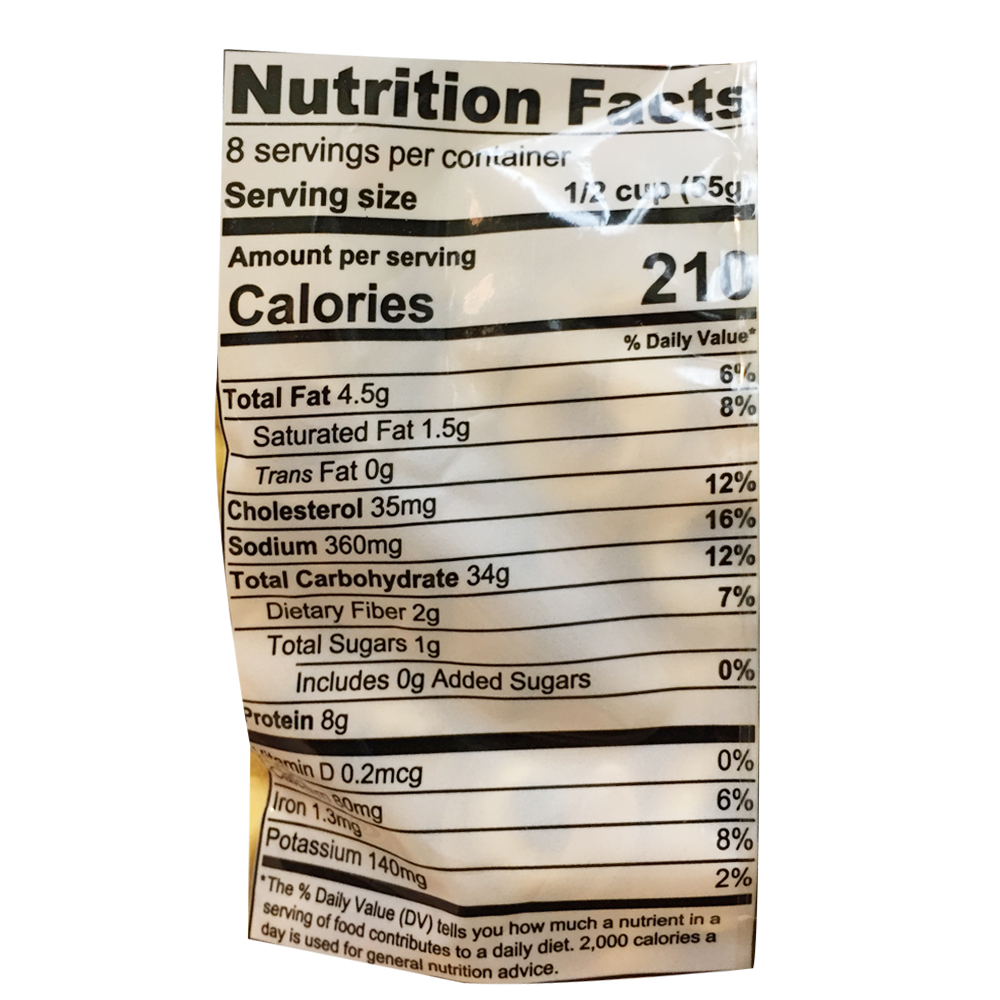 Nutrition Facts
8 servings per container
Serving size 1/2 cup (55g)
Amount per serving
Calories 210
% Daily Value*
Total Fat 4.5g 6%
Saturated Fat 1.5g 8%
Trans Fat 0g
Cholesterol 35mg 12%
Sodium 360mg 16%
Total Carbohydrate 34g 12%
Dietary Fiber 2g 7%
Total Sugars 1g
Includes 0g Added Sugars 0%
Protein 8g
Vitamin D 0.2mcg 0%
Calcium 80mg 6%
Iron 1.3mg 8%
Potassium 140mg 2%
*The % Daily Value (DV) tells you how much a nutrient in a
serving of food contributes to a daily diet. 2,000 calories a
day is used for general nutrition advice.